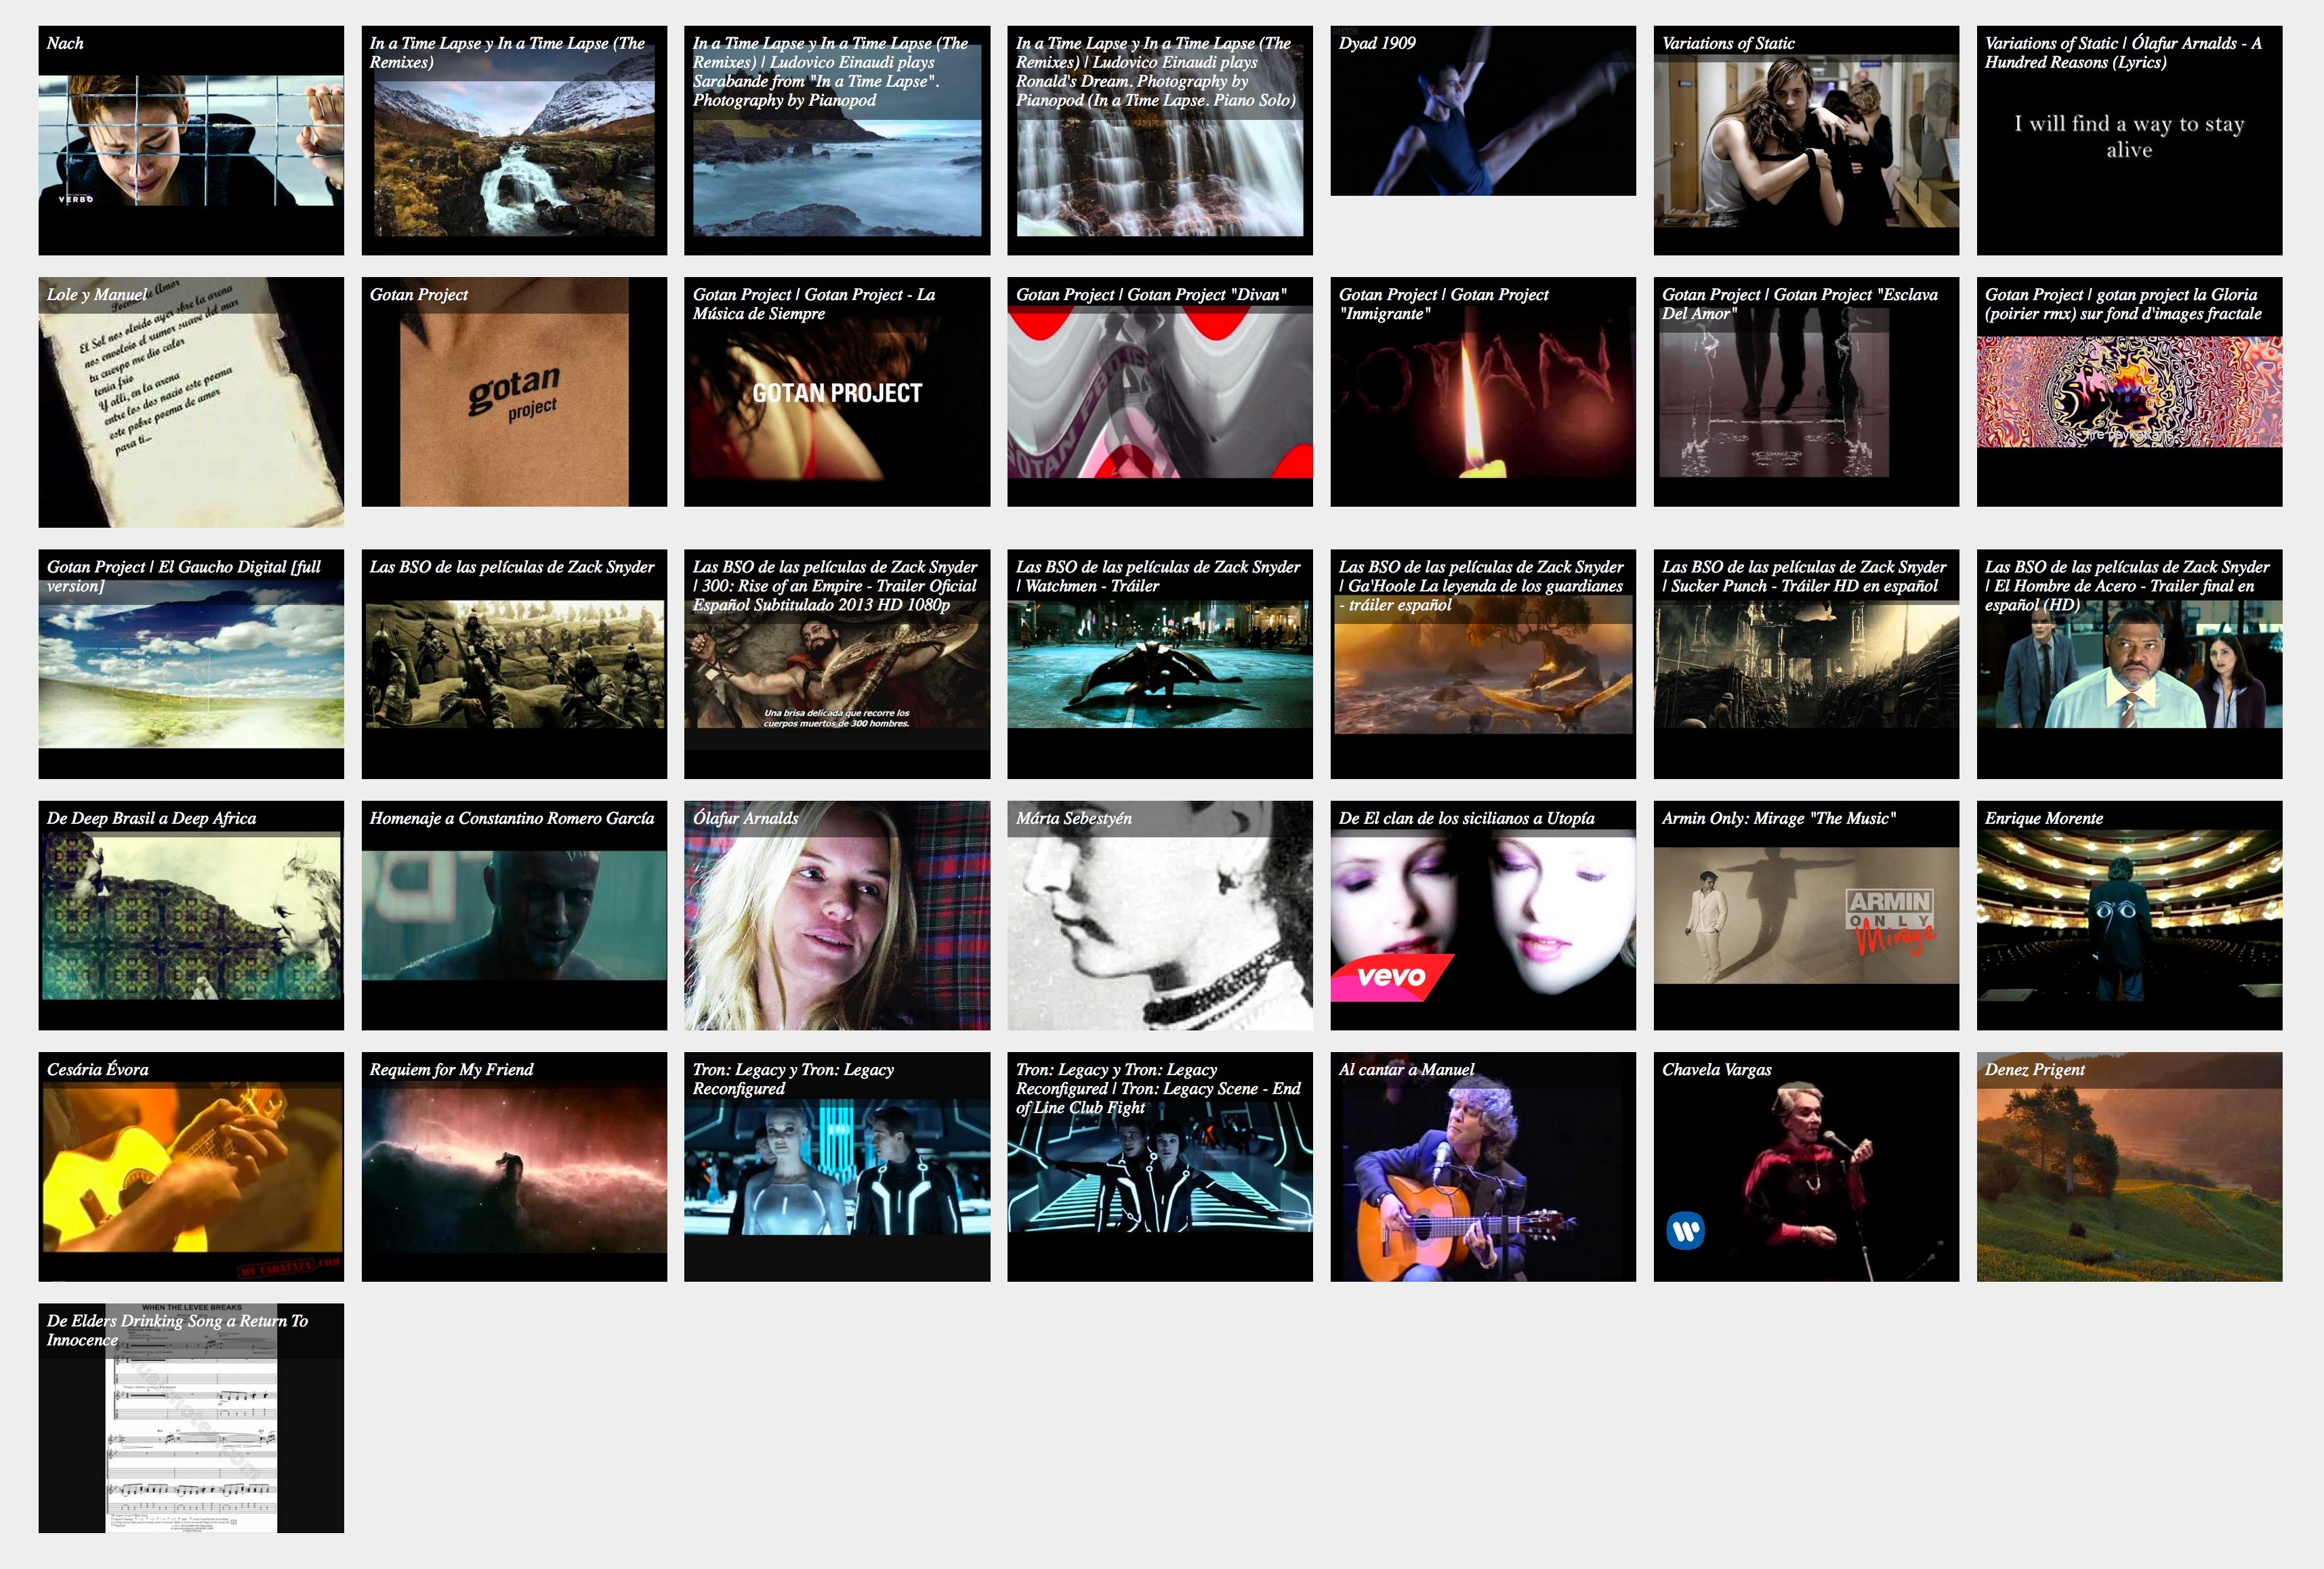 Nach
VERBO
In a Time Lapse y In a Time Lapse (The
Remixes)
In a Time Lapse y In a Time Lapse (The
Remixes) | Ludovico Einaudi plays
Sarabande from "In a Time Lapse".
Photography by Pianopod
In a Time Lapse y In a Time Lapse (The
Remixes) | Ludovico Einaudi plays
Ronald's Dream. Photography by
Pianopod (In a Time Lapse. Piano Solo)
Dyad 1909
Variations of Static
Variations of Static | Ólafur Arnalds - A
Hundred Reasons (Lyrics)
I will find a way to stay
alive
Lole y Manuel
Poema de Amor
El Sol nos olvido ayer sobre la arena
nos envolvio el rumor suave del mar
tu cuerpo me dio calor
tenia frio
Y alli, en la arena
entre los dos nacio este poema
este pobre poema de amor
para ti...
Gotan Project
gotan
project
Gotan Project | Gotan Project - La
Música de Siempre
GOTAN PROJECT
Gotan Project | Gotan Project "Divan"
Gotan Project | Gotan Project
"Inmigrante"
Gotan Project | Gotan Project "Esclava
Del Amor"
Gotan Project | gotan project la Gloria
(poirier rmx) sur fond d'images fractale
Gotan Project | El Gaucho Digital [full
version]
Las BSO de las películas de Zack Snyder
Las BSO de las películas de Zack Snyder
| 300: Rise of an Empire - Trailer Oficial
Español Subtitulado 2013 HD 1080p
Una brisa delicada que recorre los
cuerpos muertos de 300 hombres.
Las BSO de las películas de Zack Snyder
| Watchmen - Tráiler
Las BSO de las películas de Zack Snyder
| Ga'Hoole La leyenda de los guardianes
- tráiler español
Las BSO de las películas de Zack Snyder
| Sucker Punch - Tráiler HD en español
Las BSO de las películas de Zack Snyder
| El Hombre de Acero - Trailer final en
español (HD)
De Deep Brasil a Deep Africa
Homenaje a Constantino Romero García
Ólafur Arnalds
Márta Sebestyén
De El clan de los sicilianos a Utopía
vevo
Armin Only: Mirage "The Music"
ARMIN
ONLY
Mirage
Enrique Morente
Cesária Évora
MY TARATATA.COM
Requiem for My Friend
Tron: Legacy y Tron: Legacy
Reconfigured
Tron: Legacy y Tron: Legacy
Reconfigured | Tron: Legacy Scene - End
of Line Club Fight
Al cantar a Manuel
Chavela Vargas
Denez Prigent
De Elders Drinking Song a Return To
Innocence
WHEN THE LEVEE BREAKS